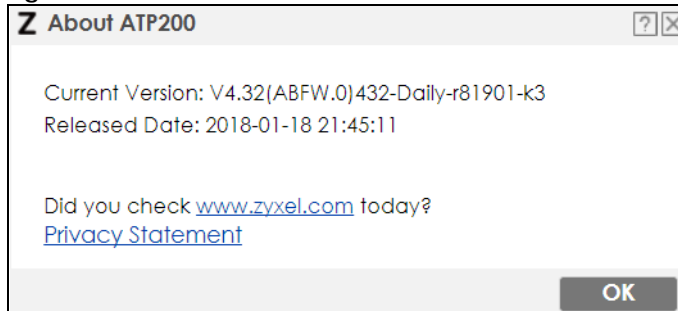 Z About ATP200
Current Version: V4.32(ABFW.0)432-Daily-r81901-k3
Released Date: 2018-01-18 21:45:11
Did you check www.zyxel.com today?
Privacy Statement
OK